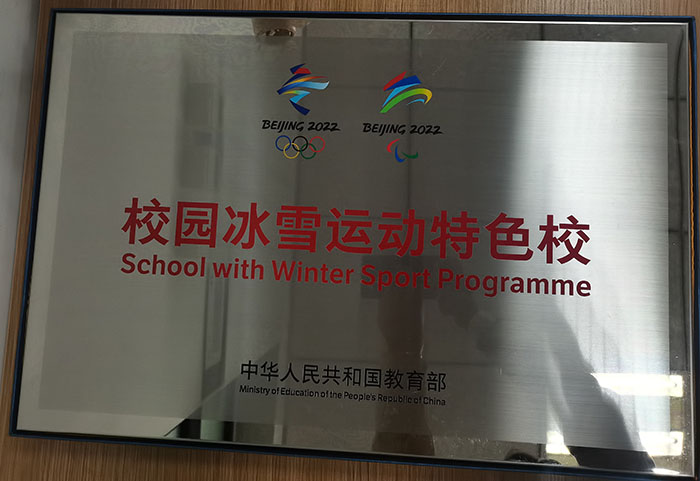 BEIJING 2022 BEIJING 2022
校园冰雪运动特色校
School with Winter Sport Programme
中华人民共和国教育部
Ministry of Education of the People's Republic of China